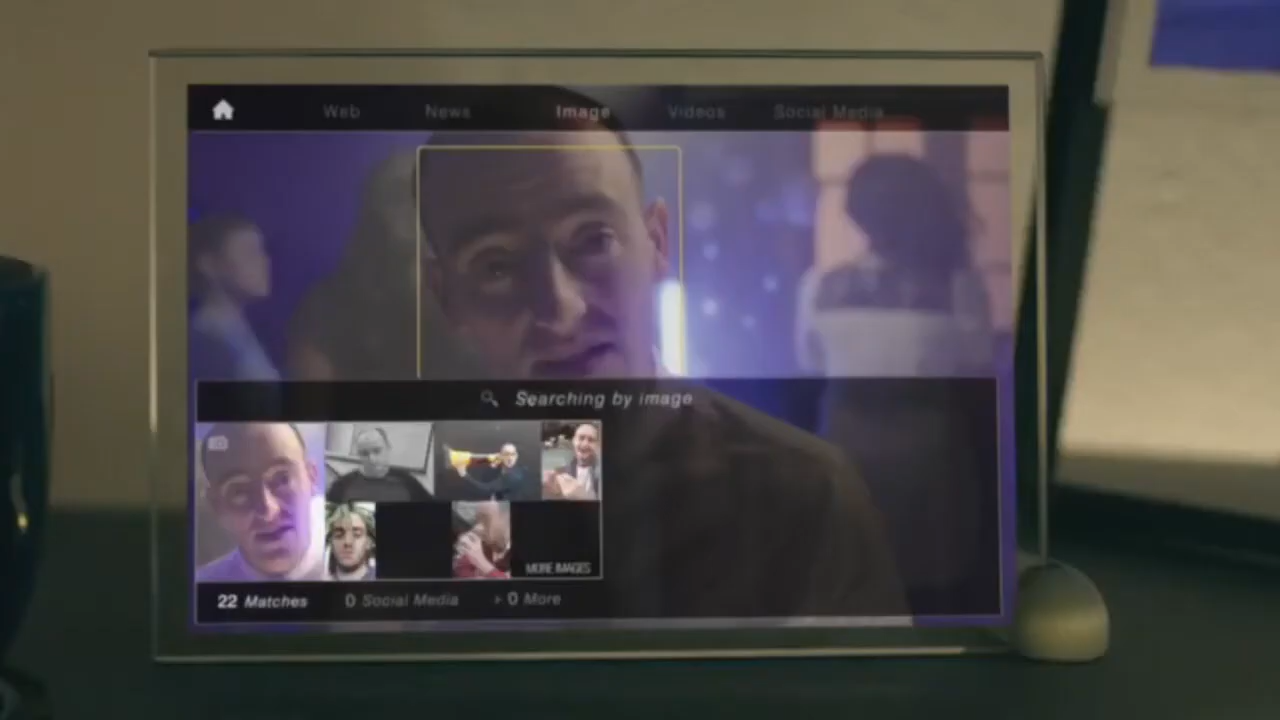 Web News Image Videos Social Media
Searching by image
MORE IMAGES
22 Matches 0 Social Media 0 More